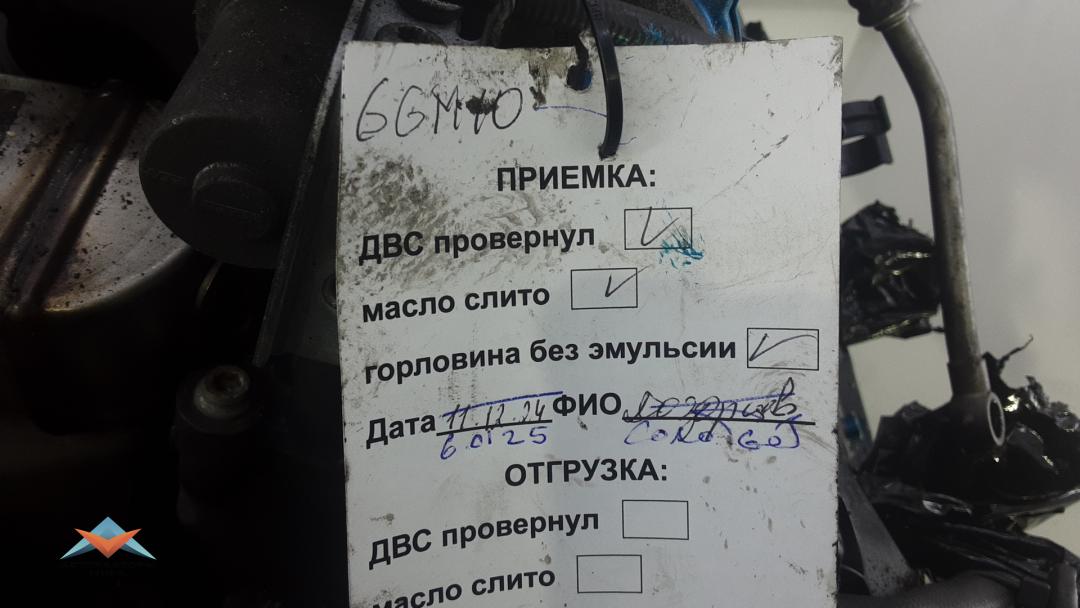 6GM10
ПРИЕМКА:
ДВС провернул
масло слито
горловина без эмульсии
Дата 11.12.24 ФИО
6.01 25
ОТГРУЗКА:
ДВС провернул
масло слито